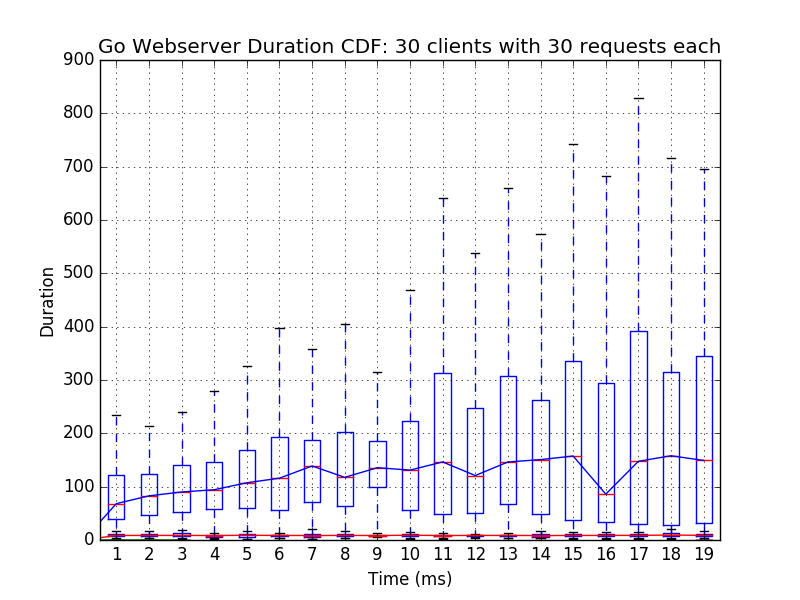 Go Webserver Duration CDF: 30 clients with 30 requests each
900
800
700
600
500
400
300
200
100
0
Duration
1 2 3 4 5 6 7 8 9 10 11 12 13 14 15 16 17 18 19
Time (ms)